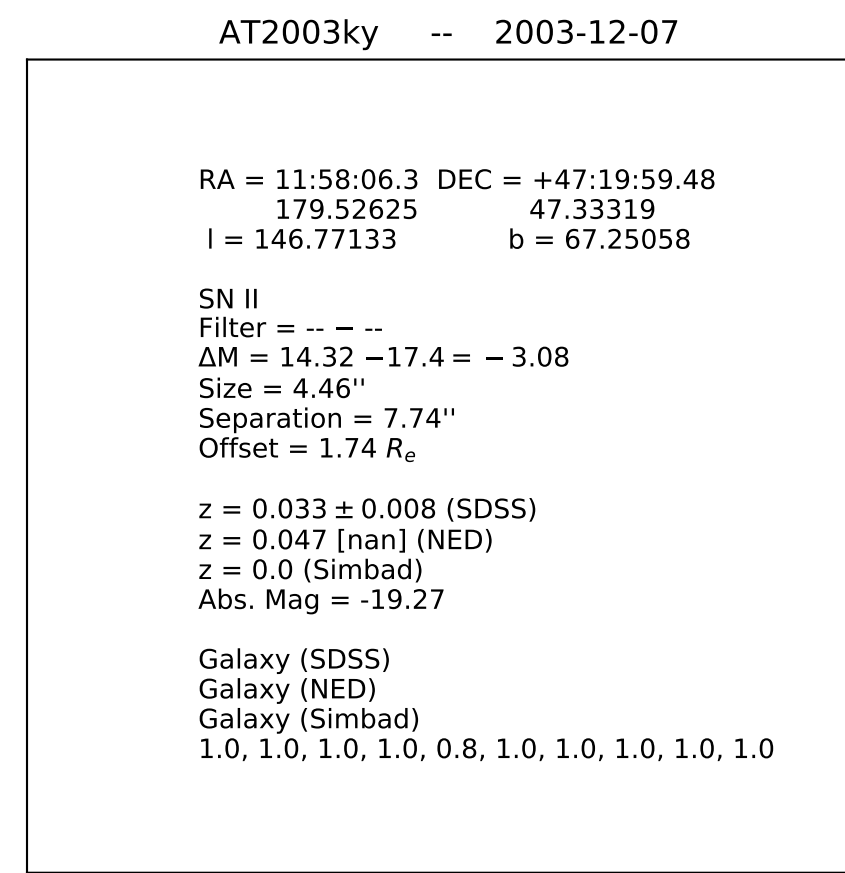 AT2003ky -- 2003-12-07
RA = 11:58:06.3 DEC = +47:19:59.48
179.52625 47.33319
l = 146.77133 b = 67.25058
SN II
Filter = -- − --
ΔM = 14.32 −17.4 = − 3.08
Size = 4.46''
Separation = 7.74''
Offset = 1.74 Rₑ
z = 0.033 ± 0.008 (SDSS)
z = 0.047 [nan] (NED)
z = 0.0 (Simbad)
Abs. Mag = -19.27
Galaxy (SDSS)
Galaxy (NED)
Galaxy (Simbad)
1.0, 1.0, 1.0, 1.0, 0.8, 1.0, 1.0, 1.0, 1.0, 1.0